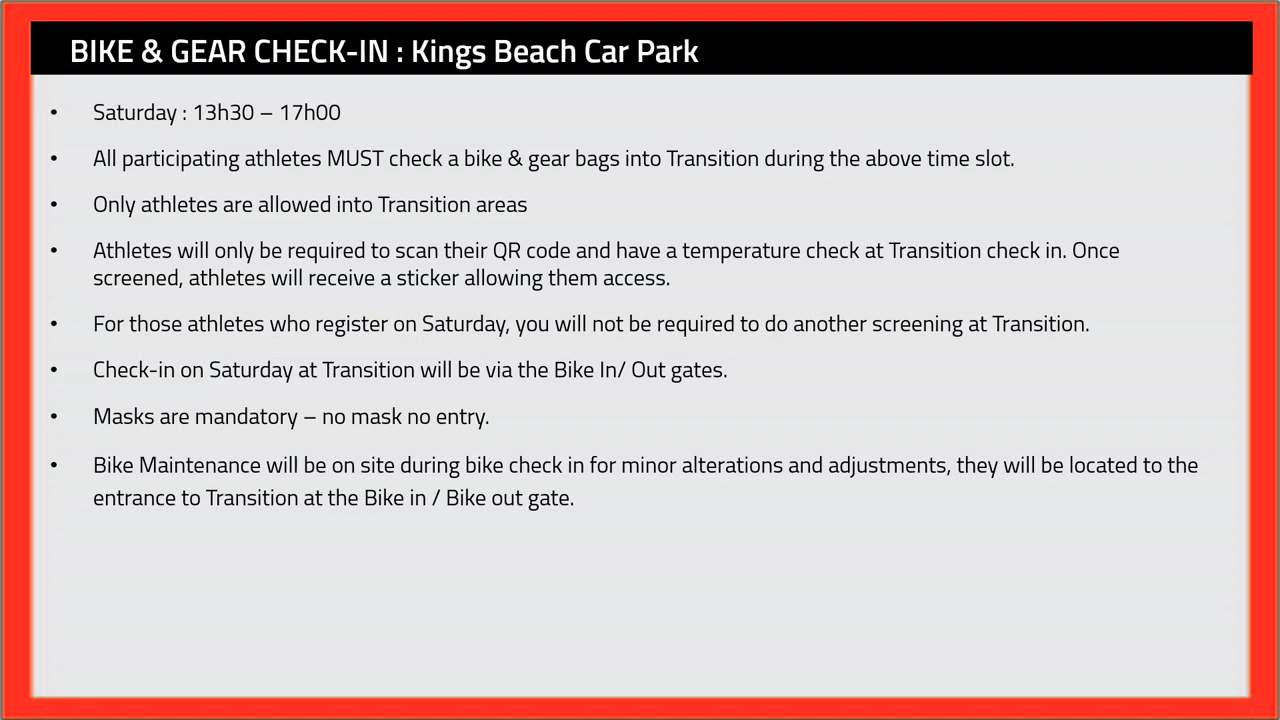 BIKE & GEAR CHECK-IN : Kings Beach Car Park
• Saturday : 13h30 – 17h00
• All participating athletes MUST check a bike & gear bags into Transition during the above time slot.
• Only athletes are allowed into Transition areas
• Athletes will only be required to scan their QR code and have a temperature check at Transition check in. Once
screened, athletes will receive a sticker allowing them access.
• For those athletes who register on Saturday, you will not be required to do another screening at Transition.
• Check-in on Saturday at Transition will be via the Bike In/ Out gates.
• Masks are mandatory – no mask no entry.
• Bike Maintenance will be on site during bike check in for minor alterations and adjustments, they will be located to the
entrance to Transition at the Bike in / Bike out gate.